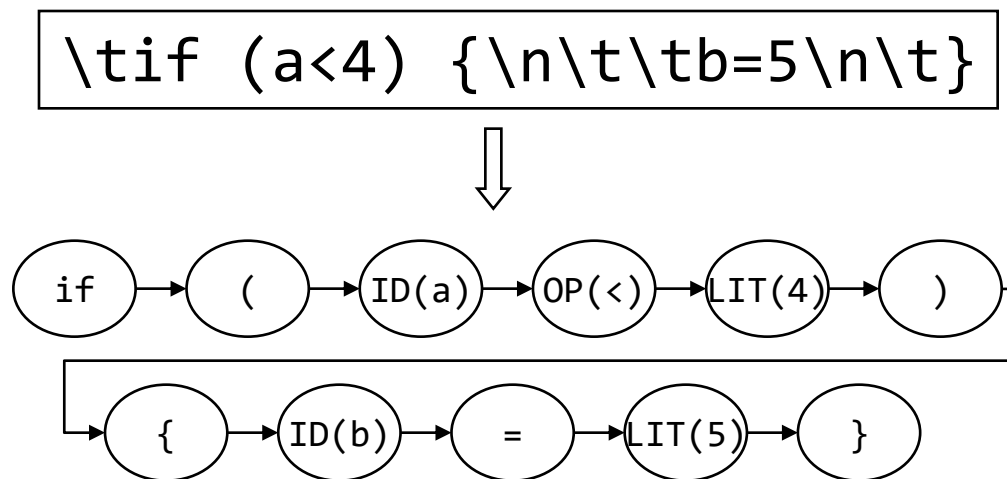 \tif (a<4) {\n\t\tb=5\n\t}
if ( ID(a) OP(<) LIT(4) )
{ ID(b) = LIT(5) }